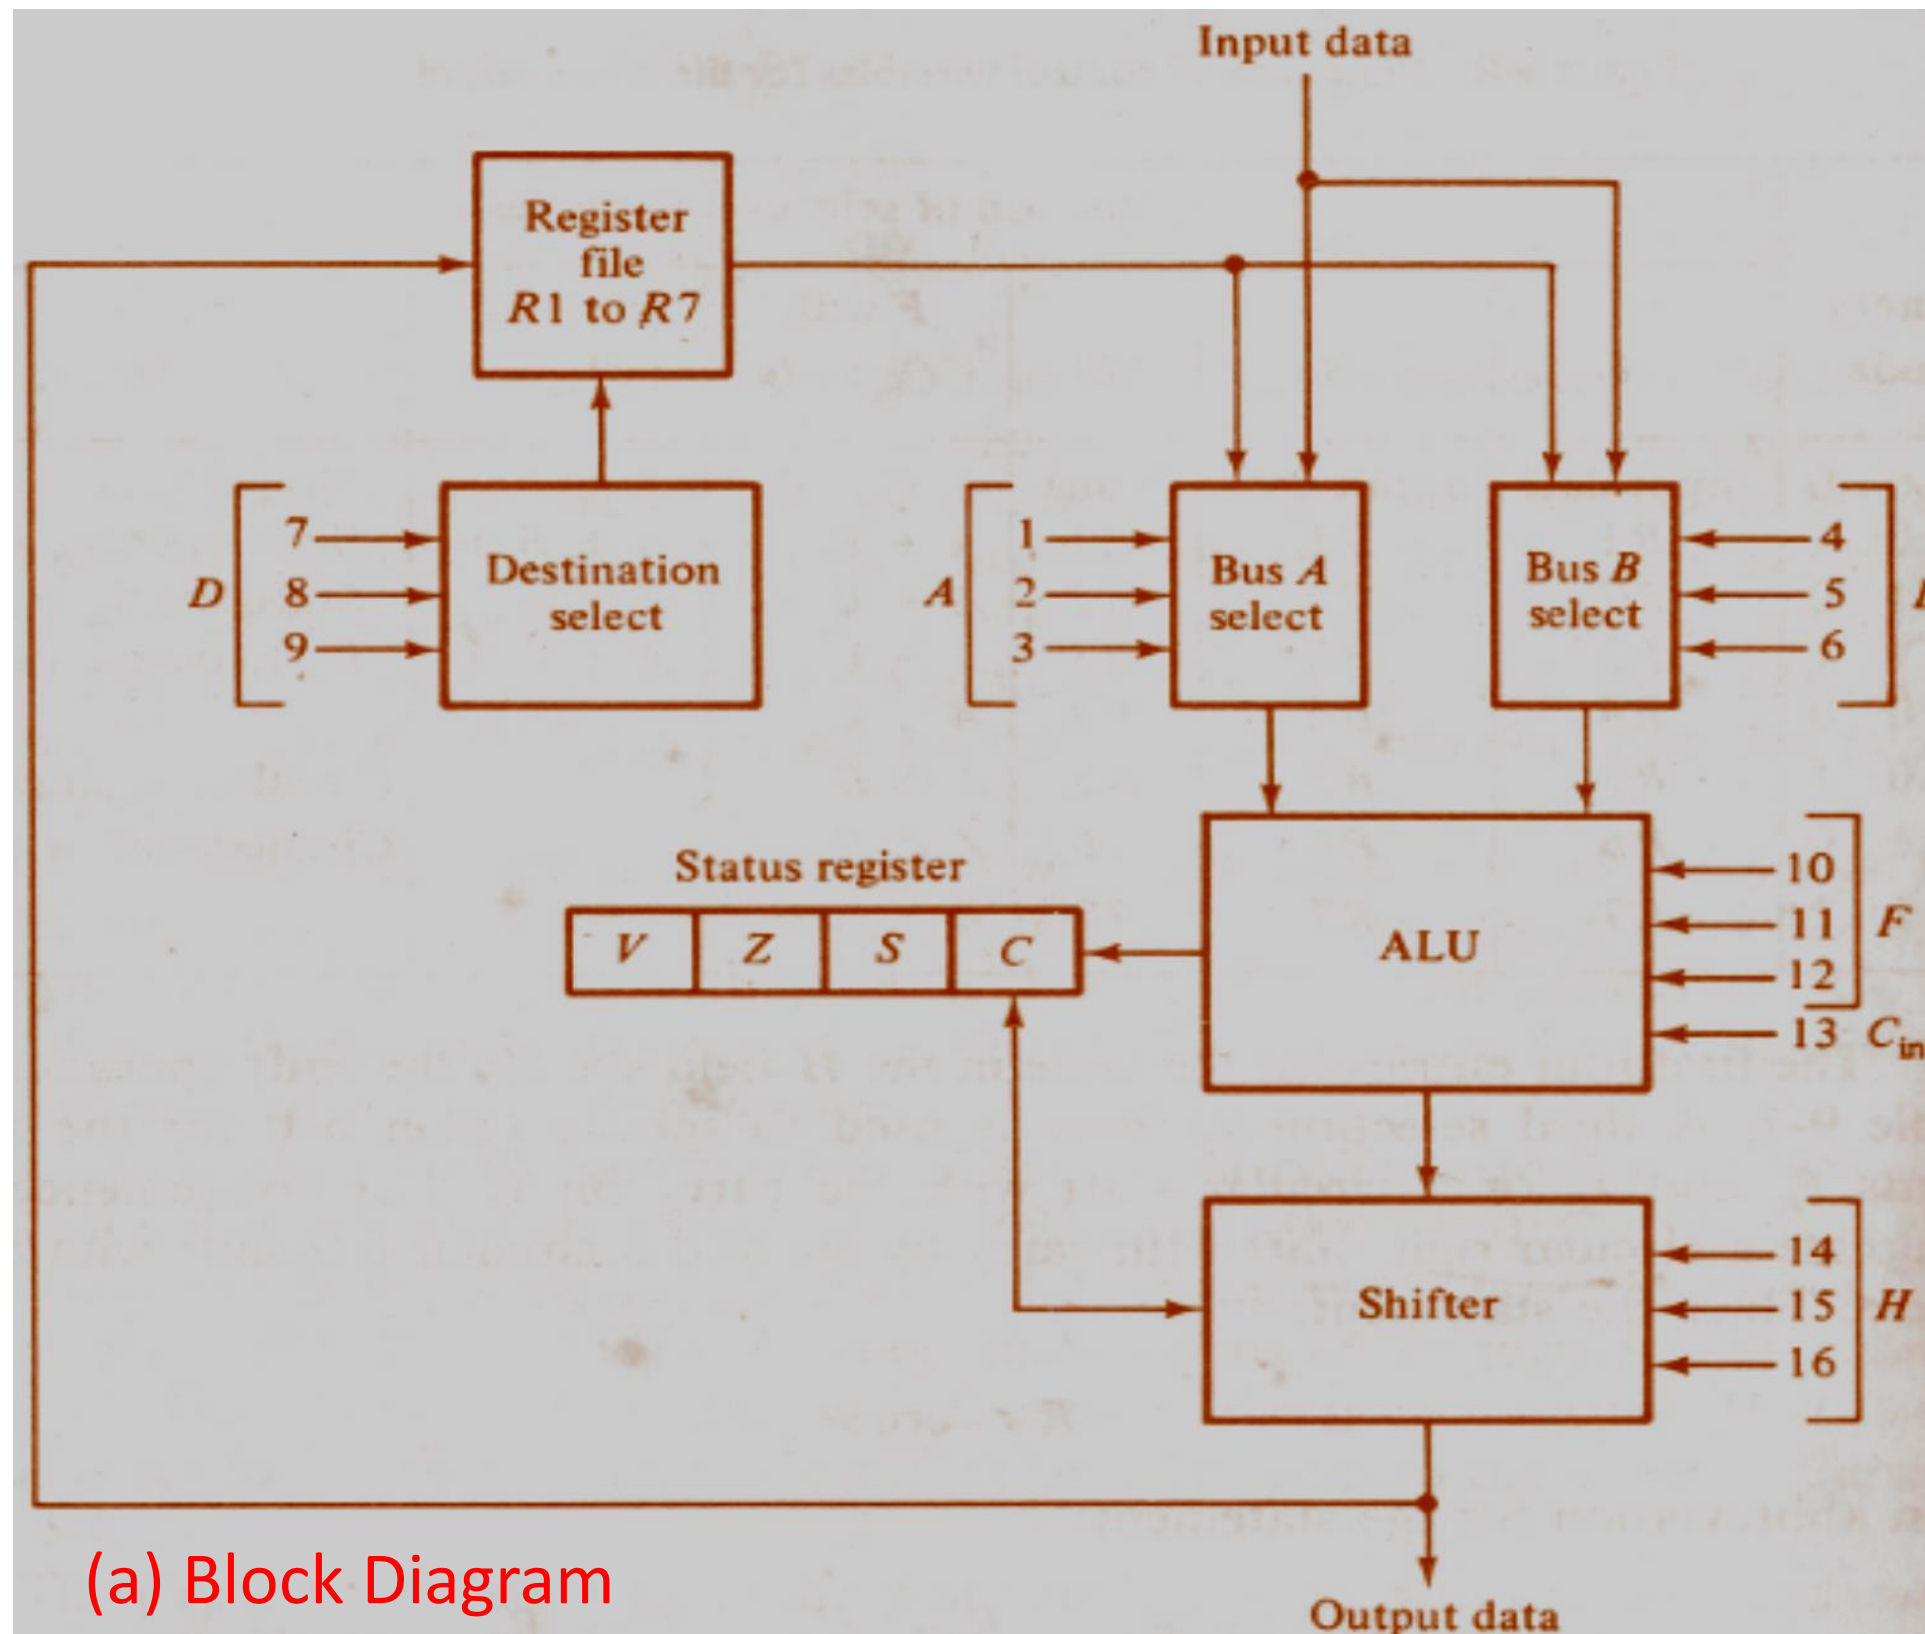 Input data
Register
file
R1 to R7
D
7
8
9
Destination
select
A
1
2
3
Bus A
select
Bus B
select
4
5
6
Status register
V Z S C
ALU
10
11
12
F
13 Cin
Shifter
14
15
16
H
Output data
(a) Block Diagram